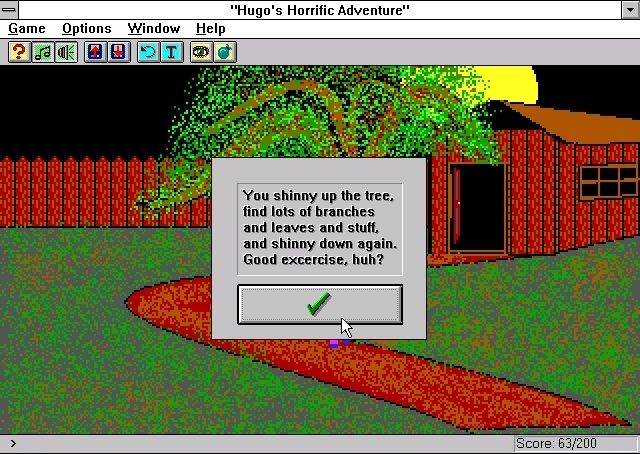 "Hugo's Horrific Adventure"
Game Options Window Help
? T
You shinny up the tree,
find lots of branches
and leaves and stuff,
and shinny down again.
Good excercise, huh?
> Score: 63/200